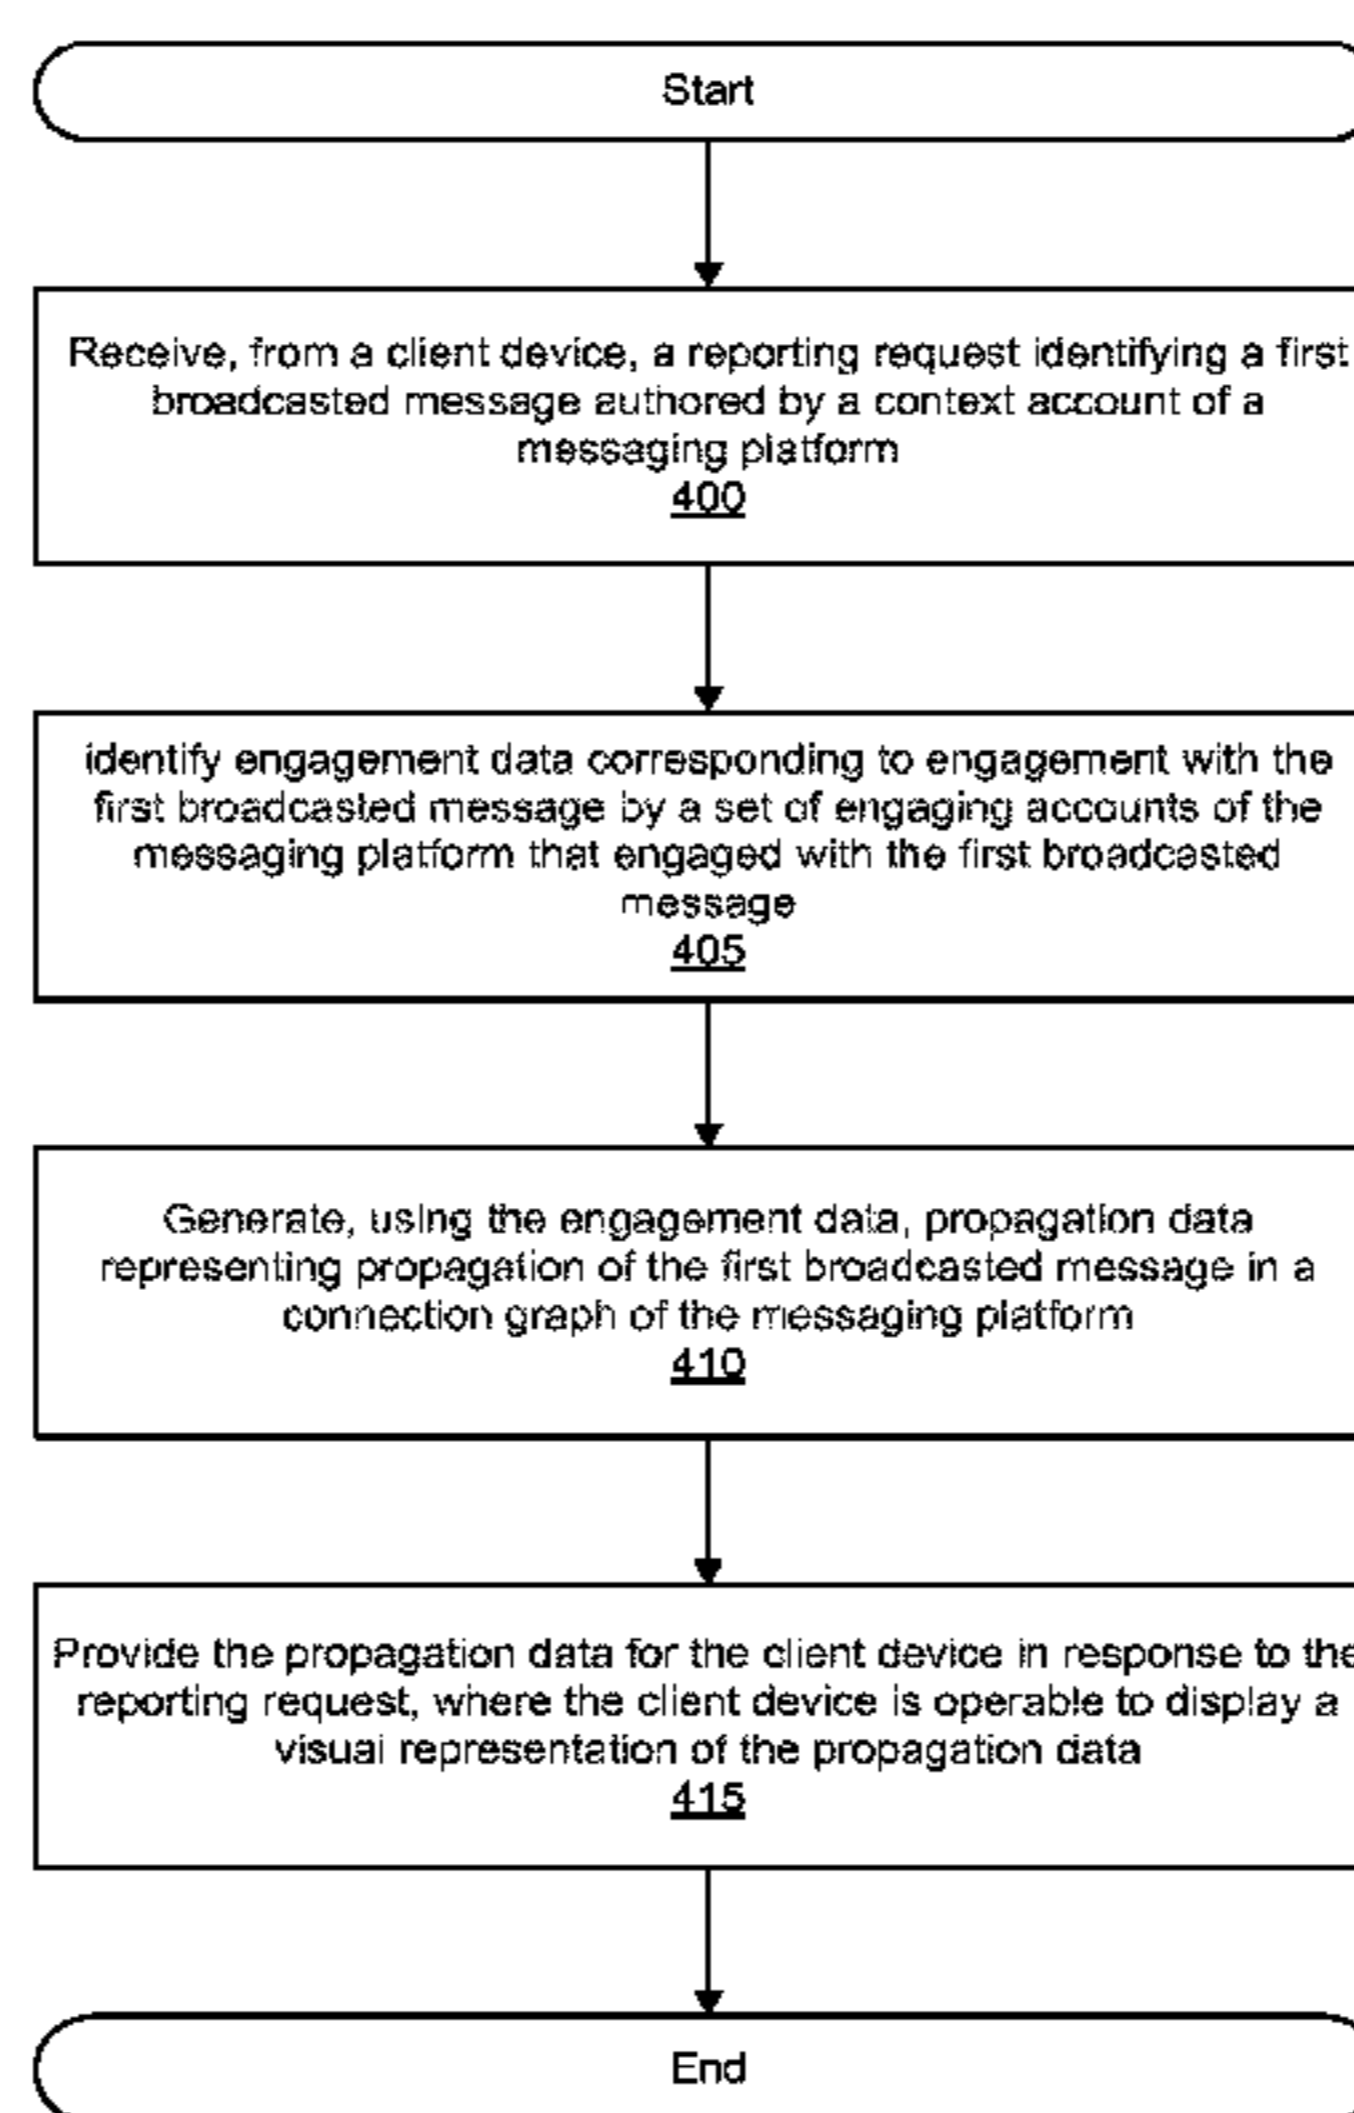 Start
Receive, from a client device, a reporting request identifying a first
broadcasted message authored by a context account of a
messaging platform
400
identify engagement data corresponding to engagement with the
first broadcasted message by a set of engaging accounts of the
messaging platform that engaged with the first broadcasted
message
405
Generate, using the engagement data, propagation data
representing propagation of the first broadcasted message in a
connection graph of the messaging platform
410
Provide the propagation data for the client device in response to the
reporting request, where the client device is operable to display a
visual representation of the propagation data
415
End